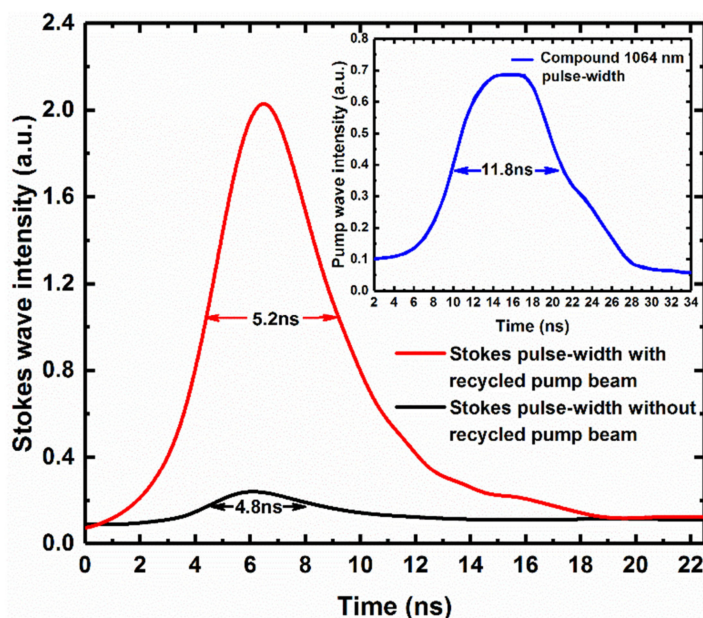 Stokes wave intensity (a.u.)
2.4
2.0
1.6
1.2
0.8
0.4
0.0
0 2 4 6 8 10 12 14 16 18 20 22
Time (ns)
5.2ns
4.8ns
Stokes pulse-width with
recycled pump beam
Stokes pulse-width without
recycled pump beam
Pump wave intensity (a.u.)
0.8
0.7
0.6
0.5
0.4
0.3
0.2
0.1
0.0
2 4 6 8 10 12 14 16 18 20 22 24 26 28 30 32 34
Time (ns)
Compound 1064 nm
pulse-width
11.8ns